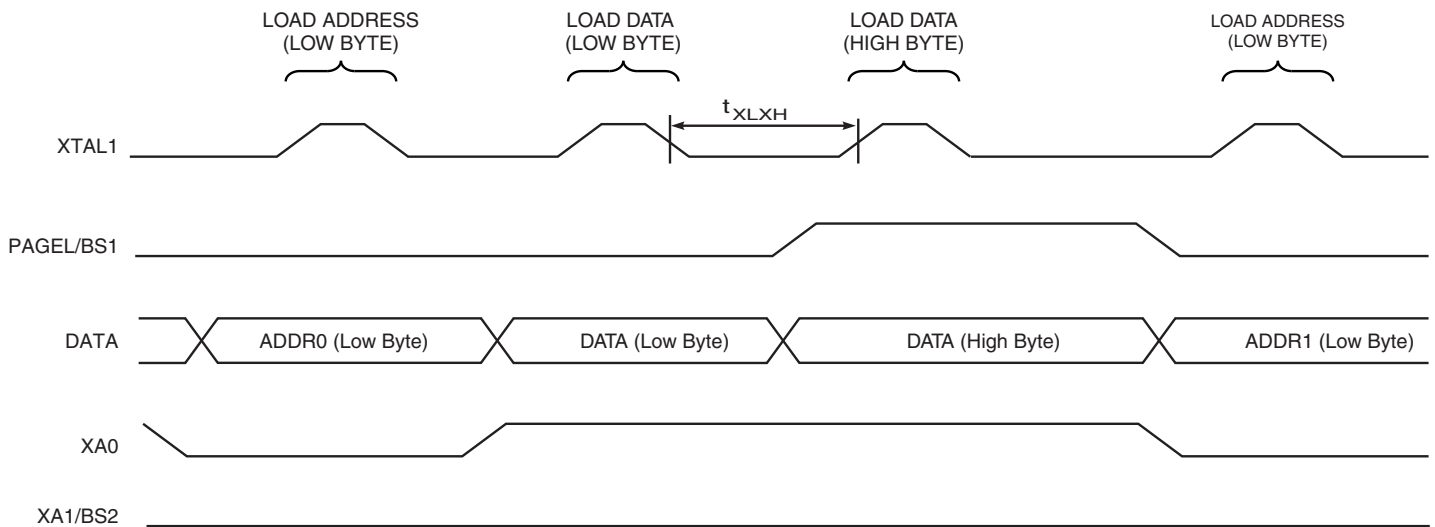 LOAD ADDRESS
(LOW BYTE)
LOAD DATA
(LOW BYTE)
LOAD DATA
(HIGH BYTE)
LOAD ADDRESS
(LOW BYTE)
tXLXH
XTAL1
PAGEL/BS1
DATA
ADDR0 (Low Byte)
DATA (Low Byte)
DATA (High Byte)
ADDR1 (Low Byte)
XA0
XA1/BS2